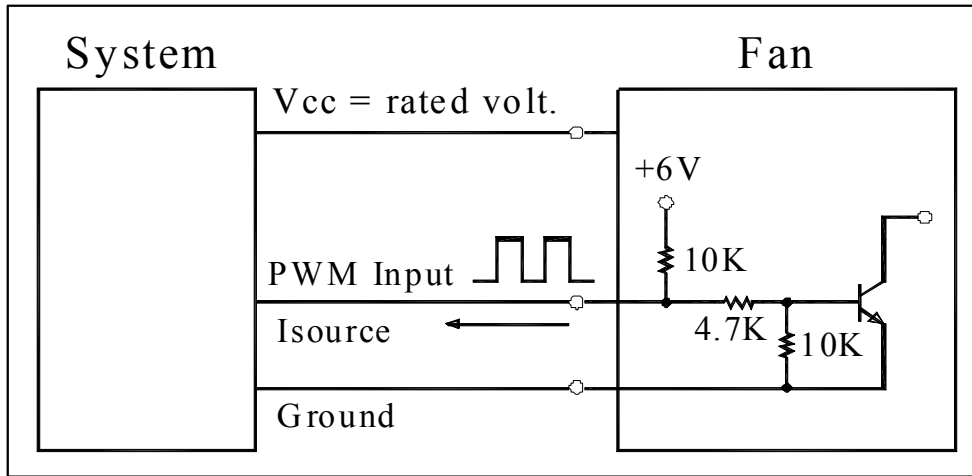 System
Fan
Vcc = rated volt.
+6V
10K
PWM Input
4.7K
10K
Isource
Ground